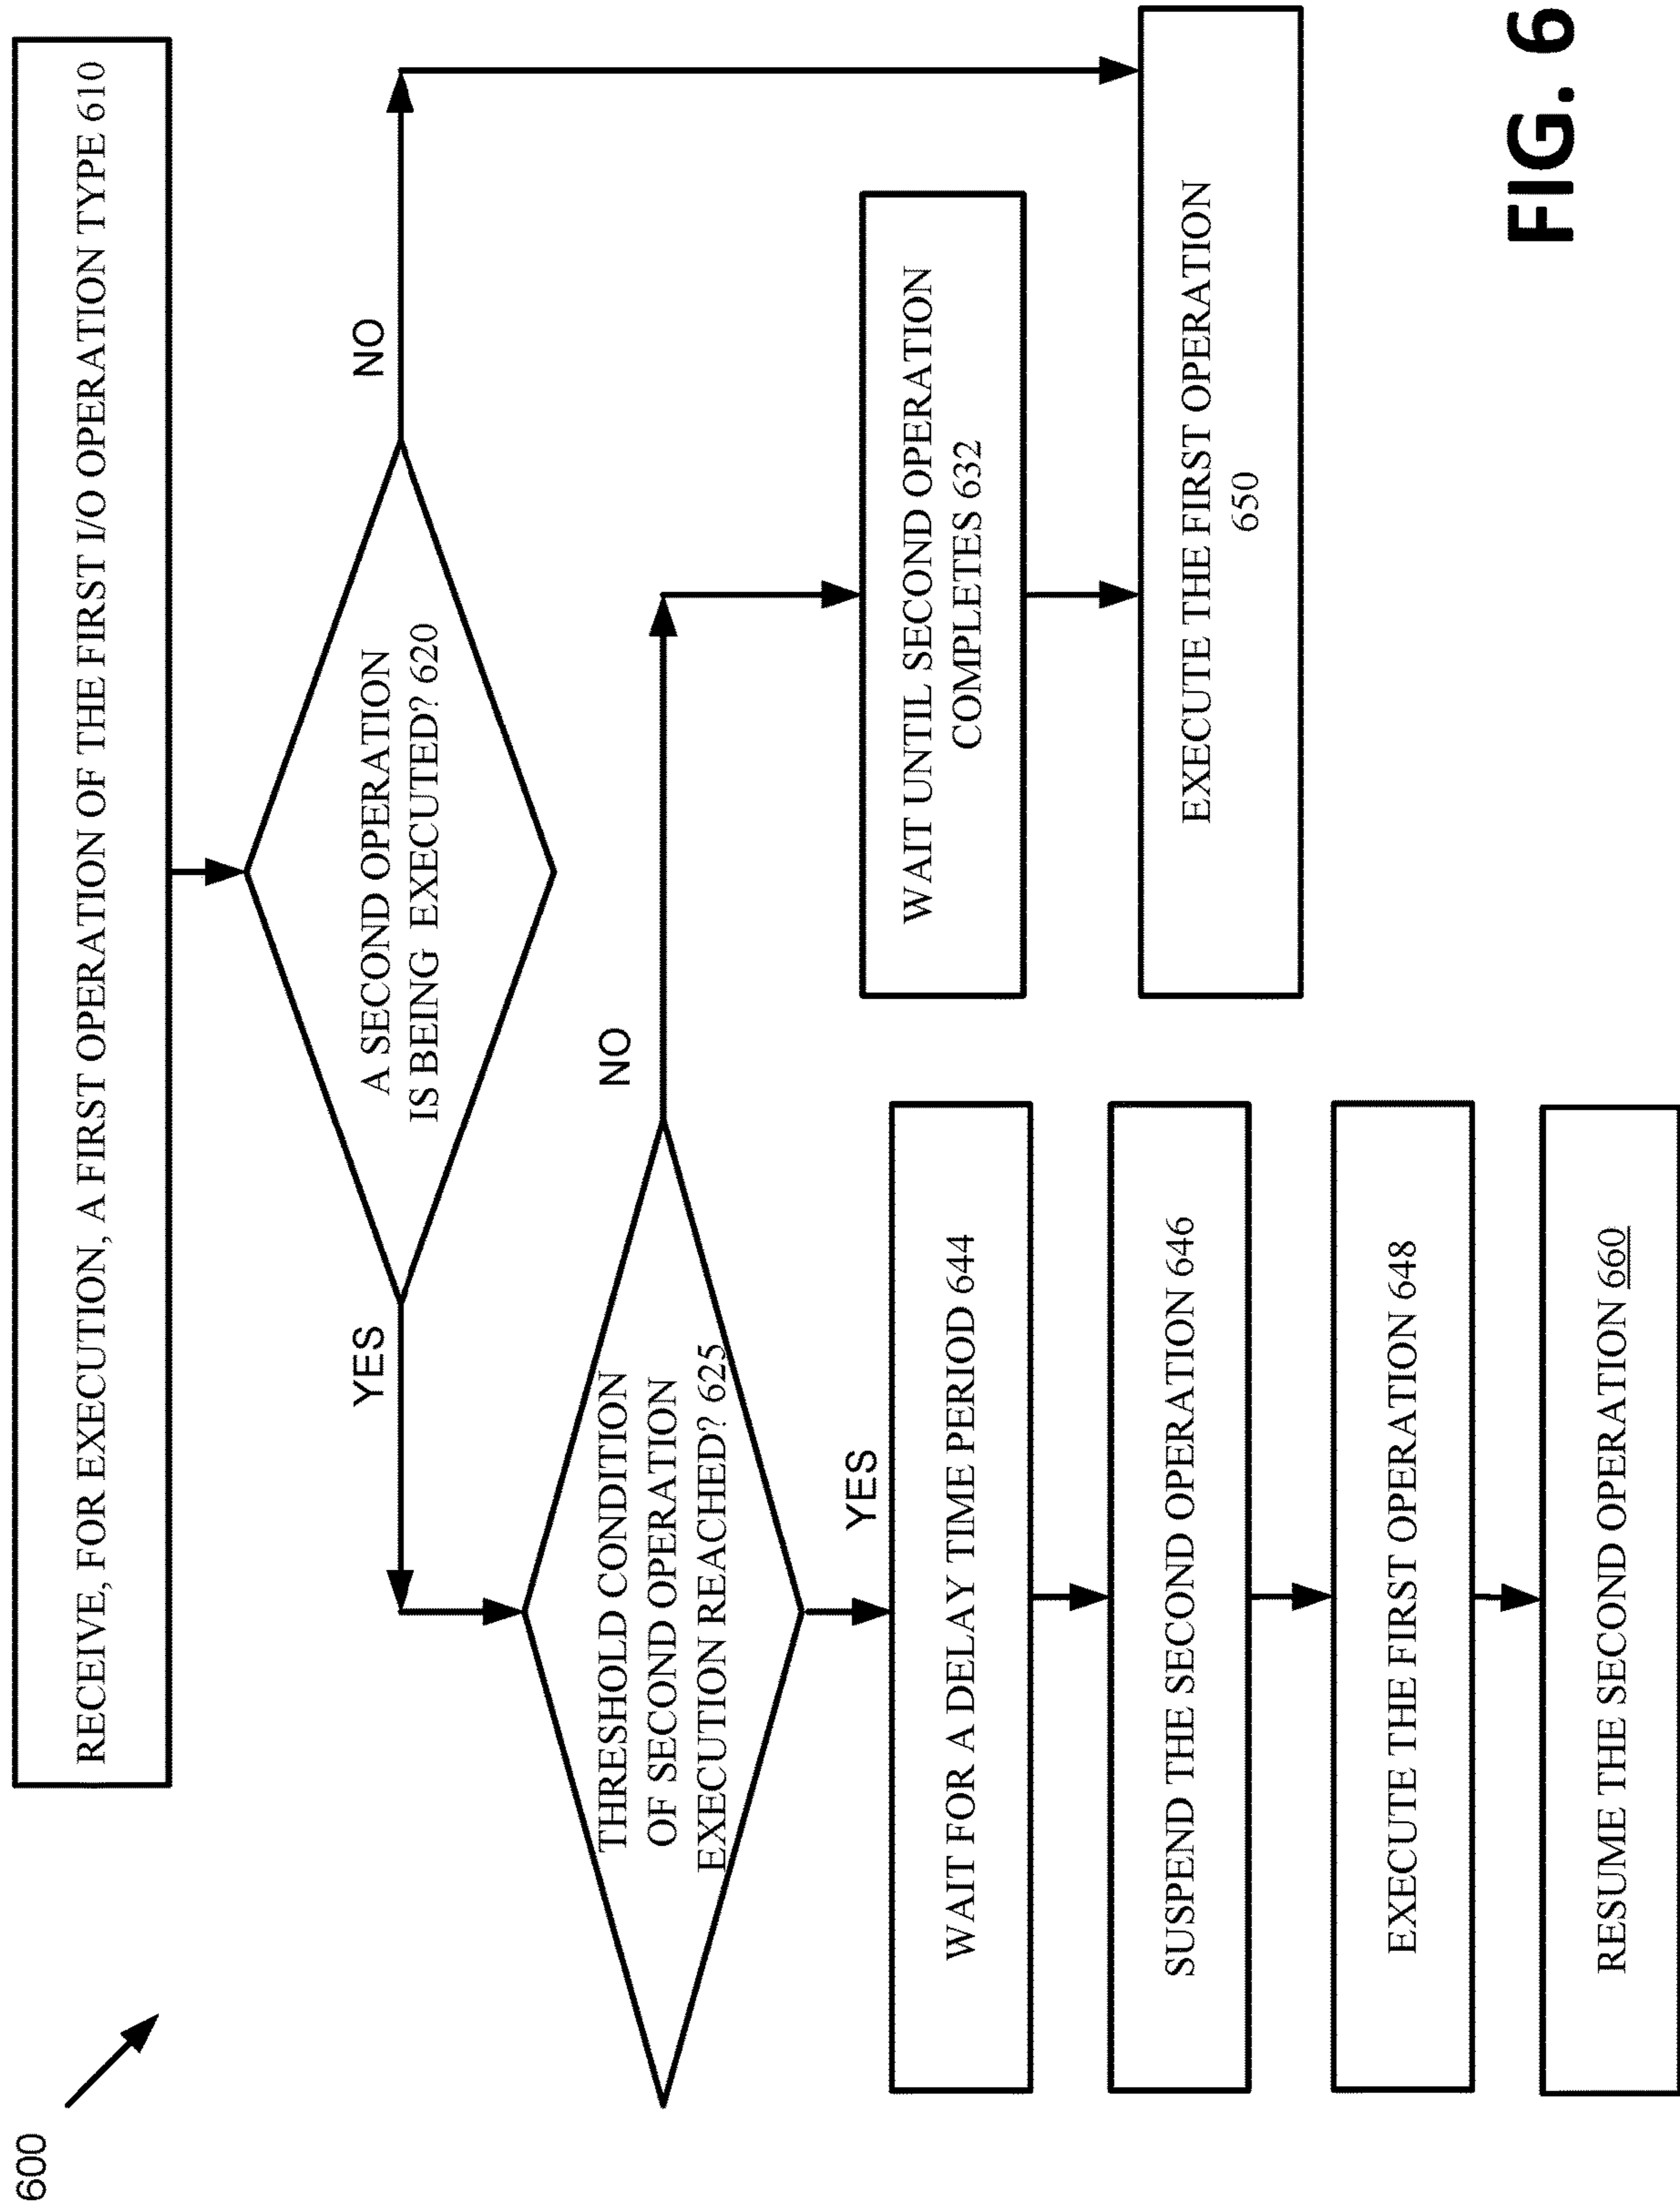 600
RECEIVE, FOR EXECUTION, A FIRST OPERATION OF THE FIRST I/O OPERATION TYPE 610
A SECOND OPERATION
IS BEING EXECUTED? 620
YES
NO
THRESHOLD CONDITION
OF SECOND OPERATION
EXECUTION REACHED? 625
NO
YES
WAIT UNTIL SECOND OPERATION
COMPLETES 632
WAIT FOR A DELAY TIME PERIOD 644
SUSPEND THE SECOND OPERATION 646
EXECUTE THE FIRST OPERATION
650
EXECUTE THE FIRST OPERATION 648
RESUME THE SECOND OPERATION 660
FIG. 6